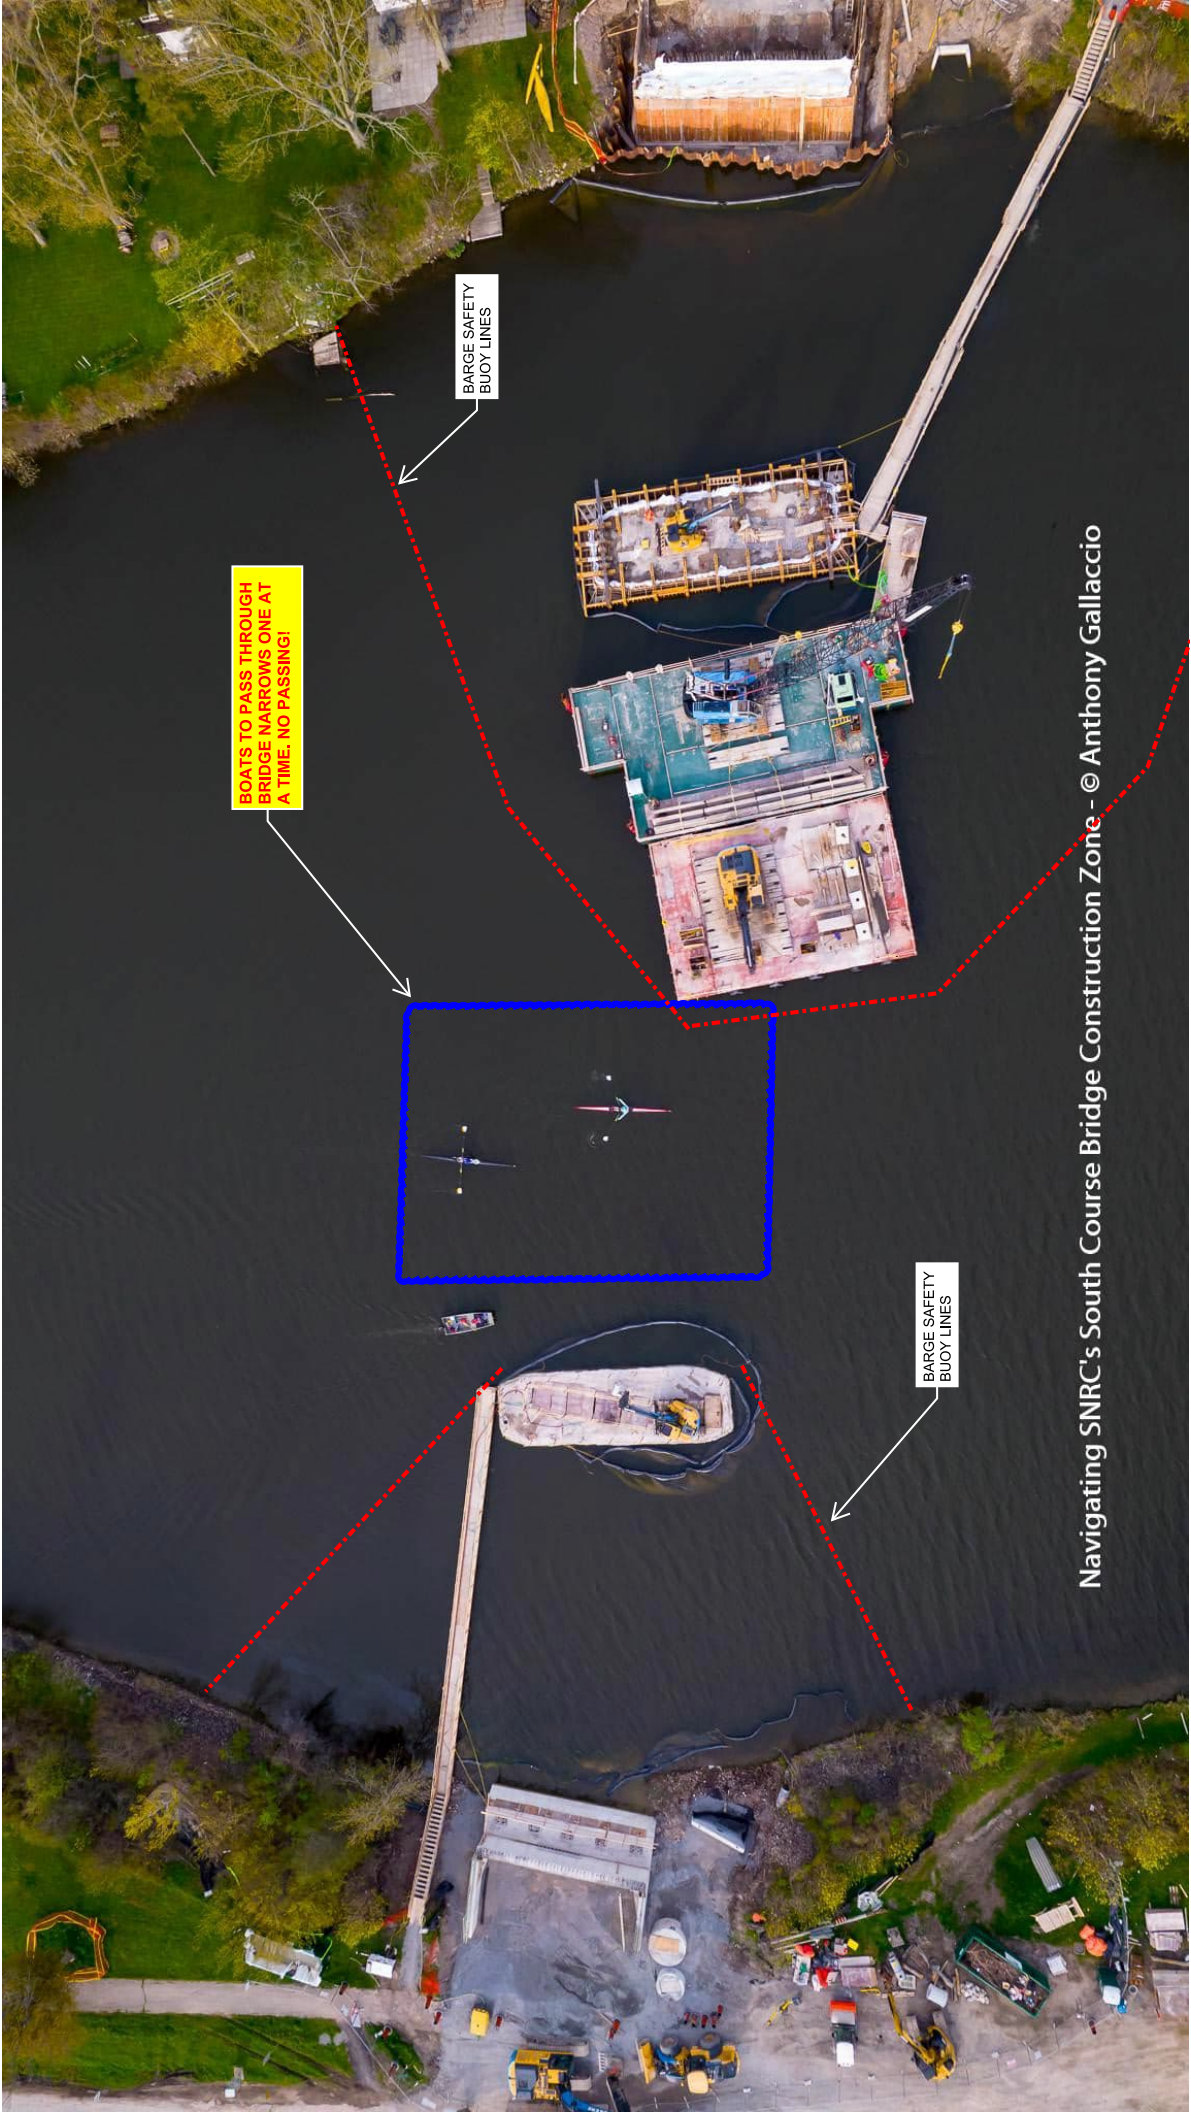 BARGE SAFETY
BUOY LINES
BOATS TO PASS THROUGH
BRIDGE NARROWS ONE AT
A TIME. NO PASSING!
BARGE SAFETY
BUOY LINES
Navigating SNRC's South Course Bridge Construction Zone - © Anthony Gallaccio